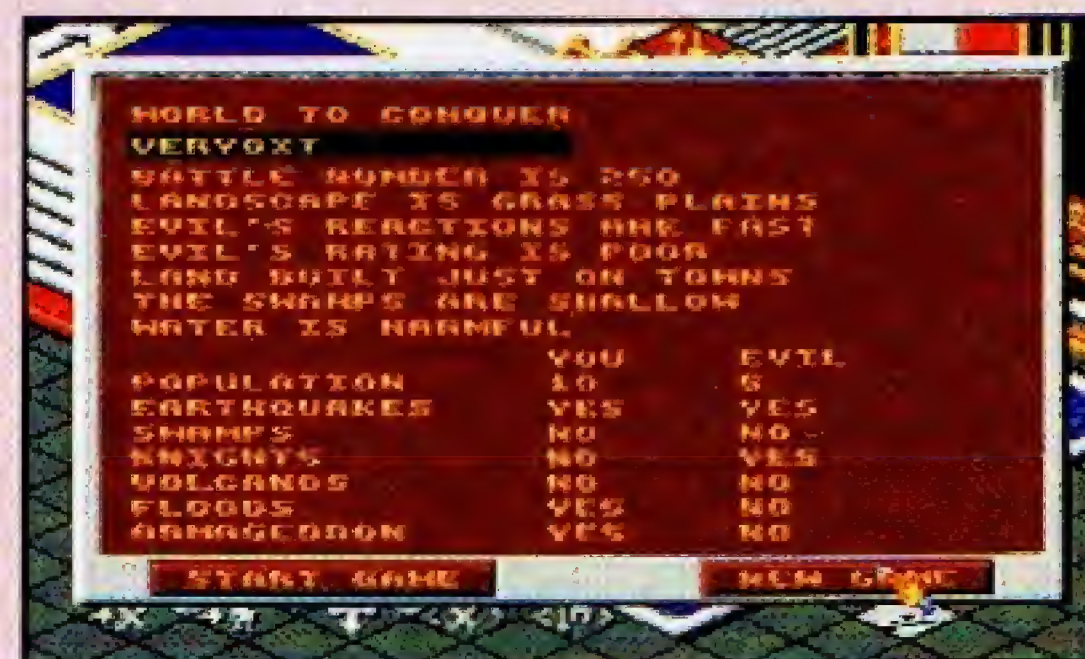 WORLD TO CONQUER
VERYOXT
BATTLE NUMBER IS 250
LANDSCAPE IS GRASS PLAINS
EVIL'S REACTIONS ARE FAST
EVIL'S RATING IS POOR
LAND BUILT JUST ON TOWNS
THE SWAMPS ARE SHALLOW
WATER IS HARMFUL
YOU EVIL
POPULATION 10
EARTHQUAKES YES YES
SWAMPS NO NO
KNIGHTS NO YES
VOLCANOS NO NO
FLOODS YES NO
ARMAGEDDON YES NO
START GAME NEW GAME